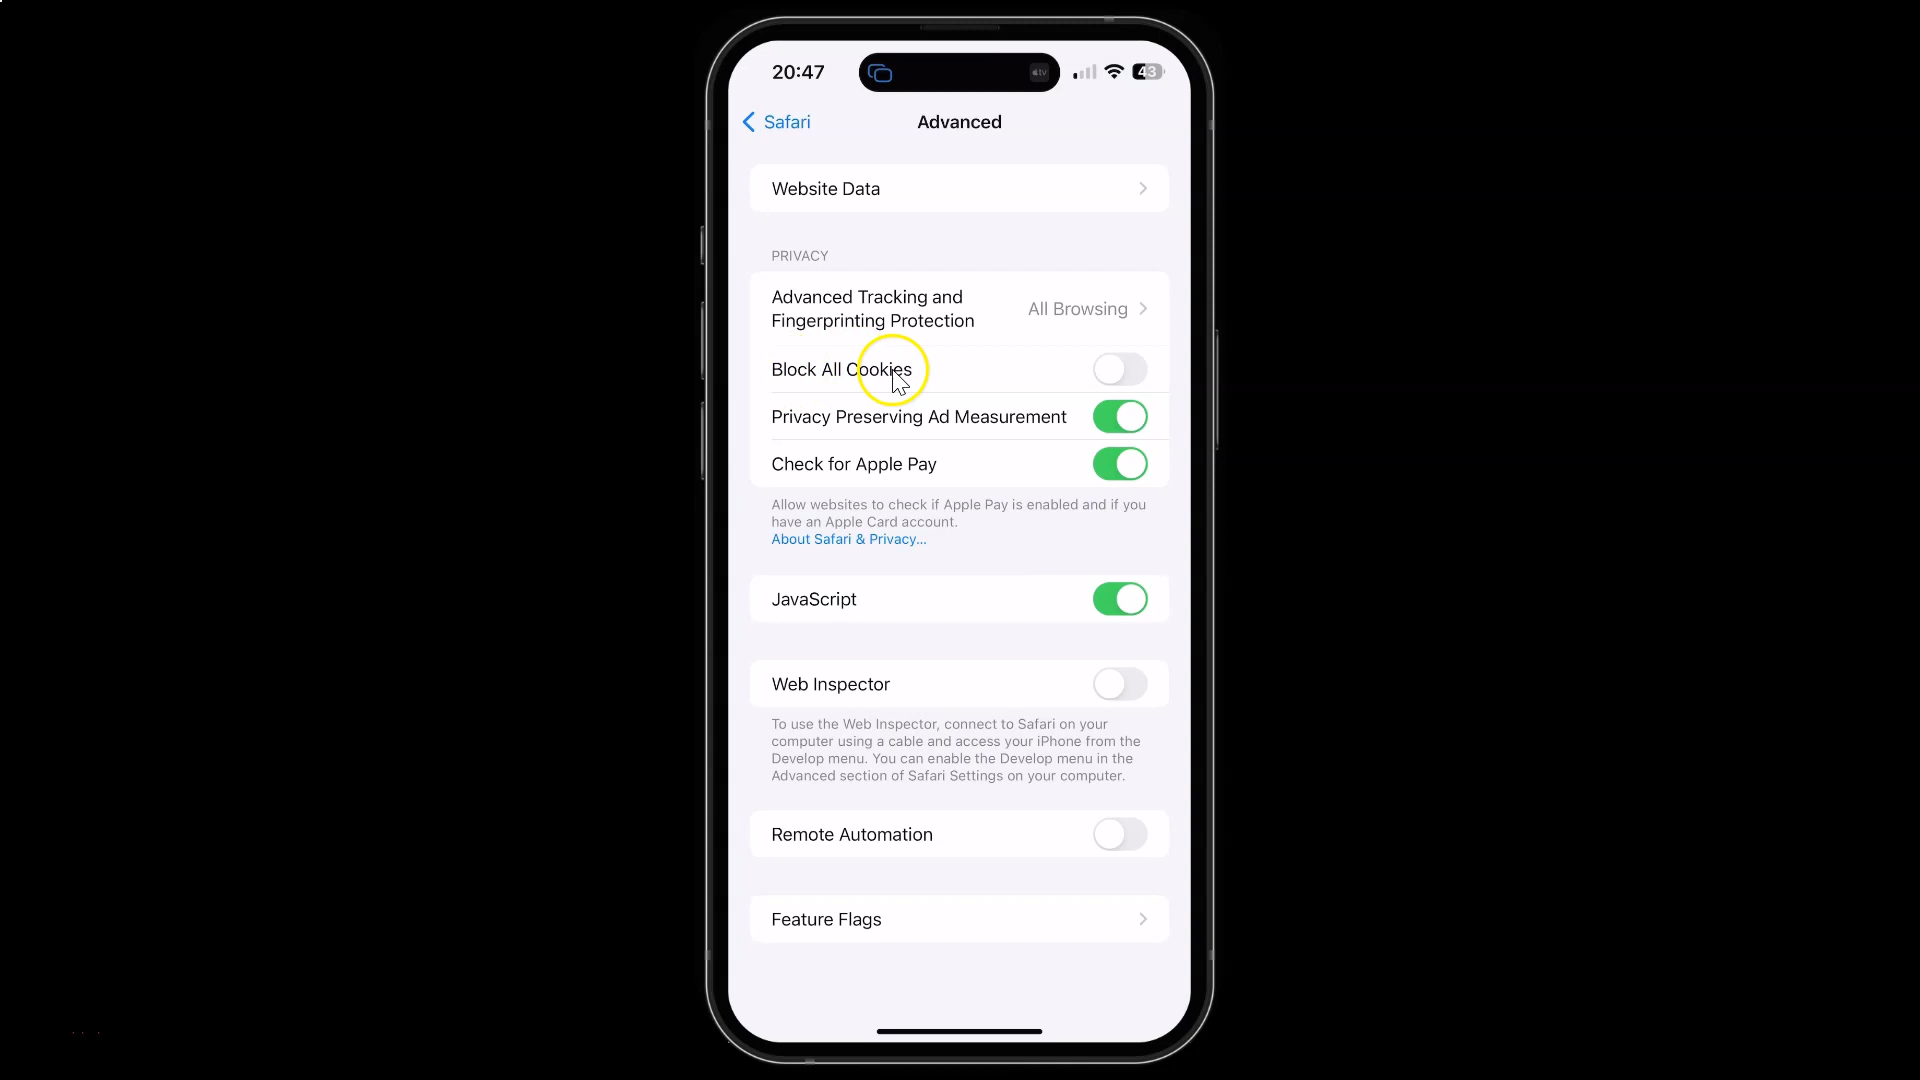 20:47
tv
43
Safari
Advanced
Website Data
PRIVACY
Advanced Tracking and
Fingerprinting Protection
All Browsing
Block All Cookies
Privacy Preserving Ad Measurement
Check for Apple Pay
Allow websites to check if Apple Pay is enabled and if you
have an Apple Card account.
About Safari & Privacy...
JavaScript
Web Inspector
To use the Web Inspector, connect to Safari on your
computer using a cable and access your iPhone from the
Develop menu. You can enable the Develop menu in the
Advanced section of Safari Settings on your computer.
Remote Automation
Feature Flags